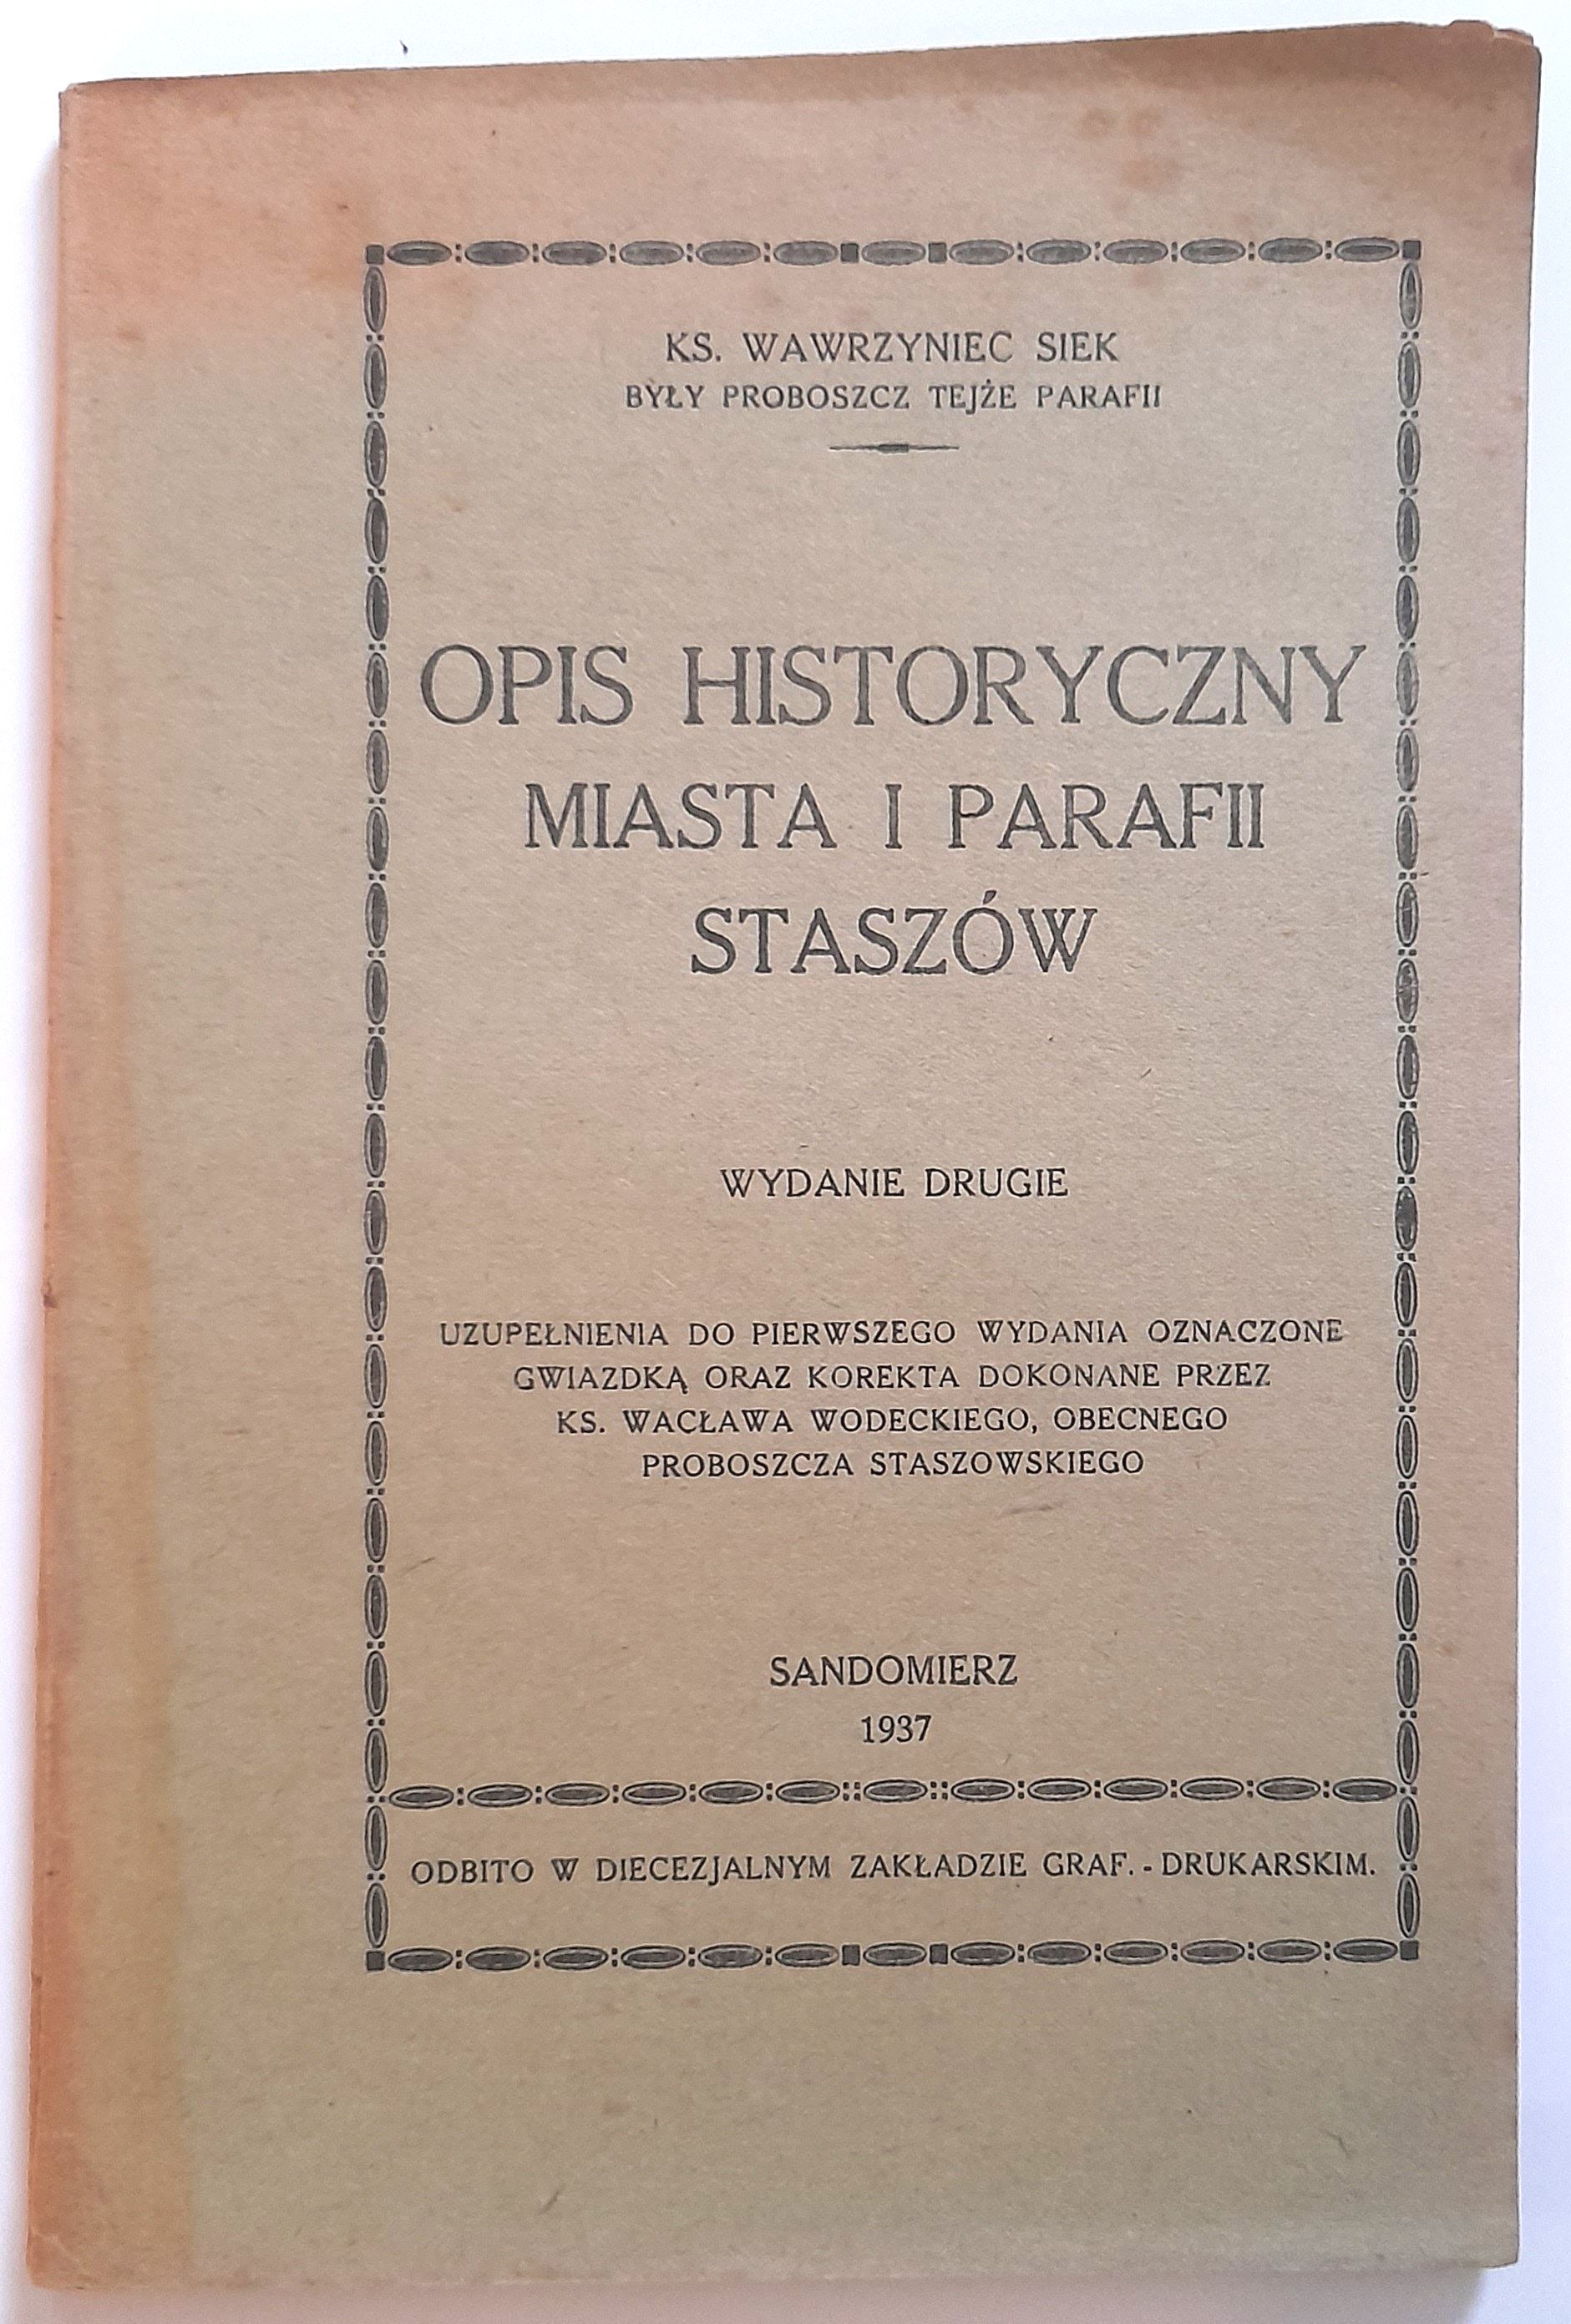 KS. WAWRZYNIEC SIEK
BYŁY PROBOSZCZ TEJŻE PARAFII
OPIS HISTORYCZNY
MIASTA I PARAFII
STASZÓW
WYDANIE DRUGIE
UZUPEŁNIENIA DO PIERWSZEGO WYDANIA OZNACZONE
GWIAZDKĄ ORAZ KOREKTA DOKONANE PRZEZ
KS. WACŁAWA WODECKIEGO, OBECNEGO
PROBOSZCZA STASZOWSKIEGO
SANDOMIERZ
1937
ODBITO W DIECEZJALNYM ZAKŁADZIE GRAF.-DRUKARSKIM.